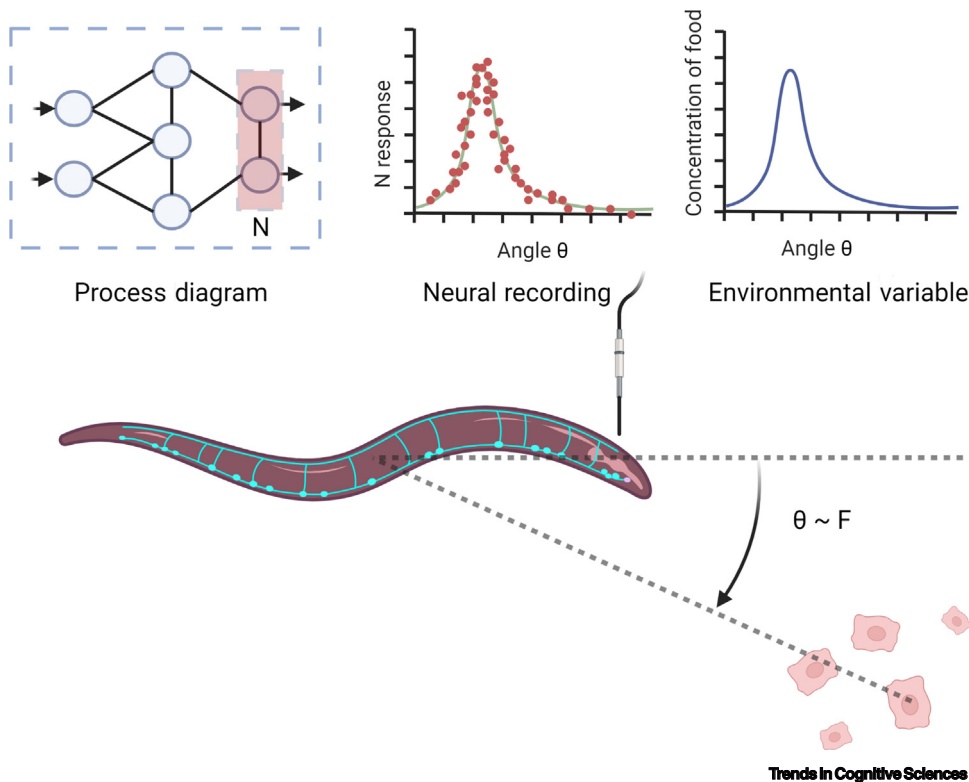 N
Process diagram
N response
Angle θ
Neural recording
Concentration of food
Angle θ
Environmental variable
θ ~ F
Trends in Cognitive Sciences